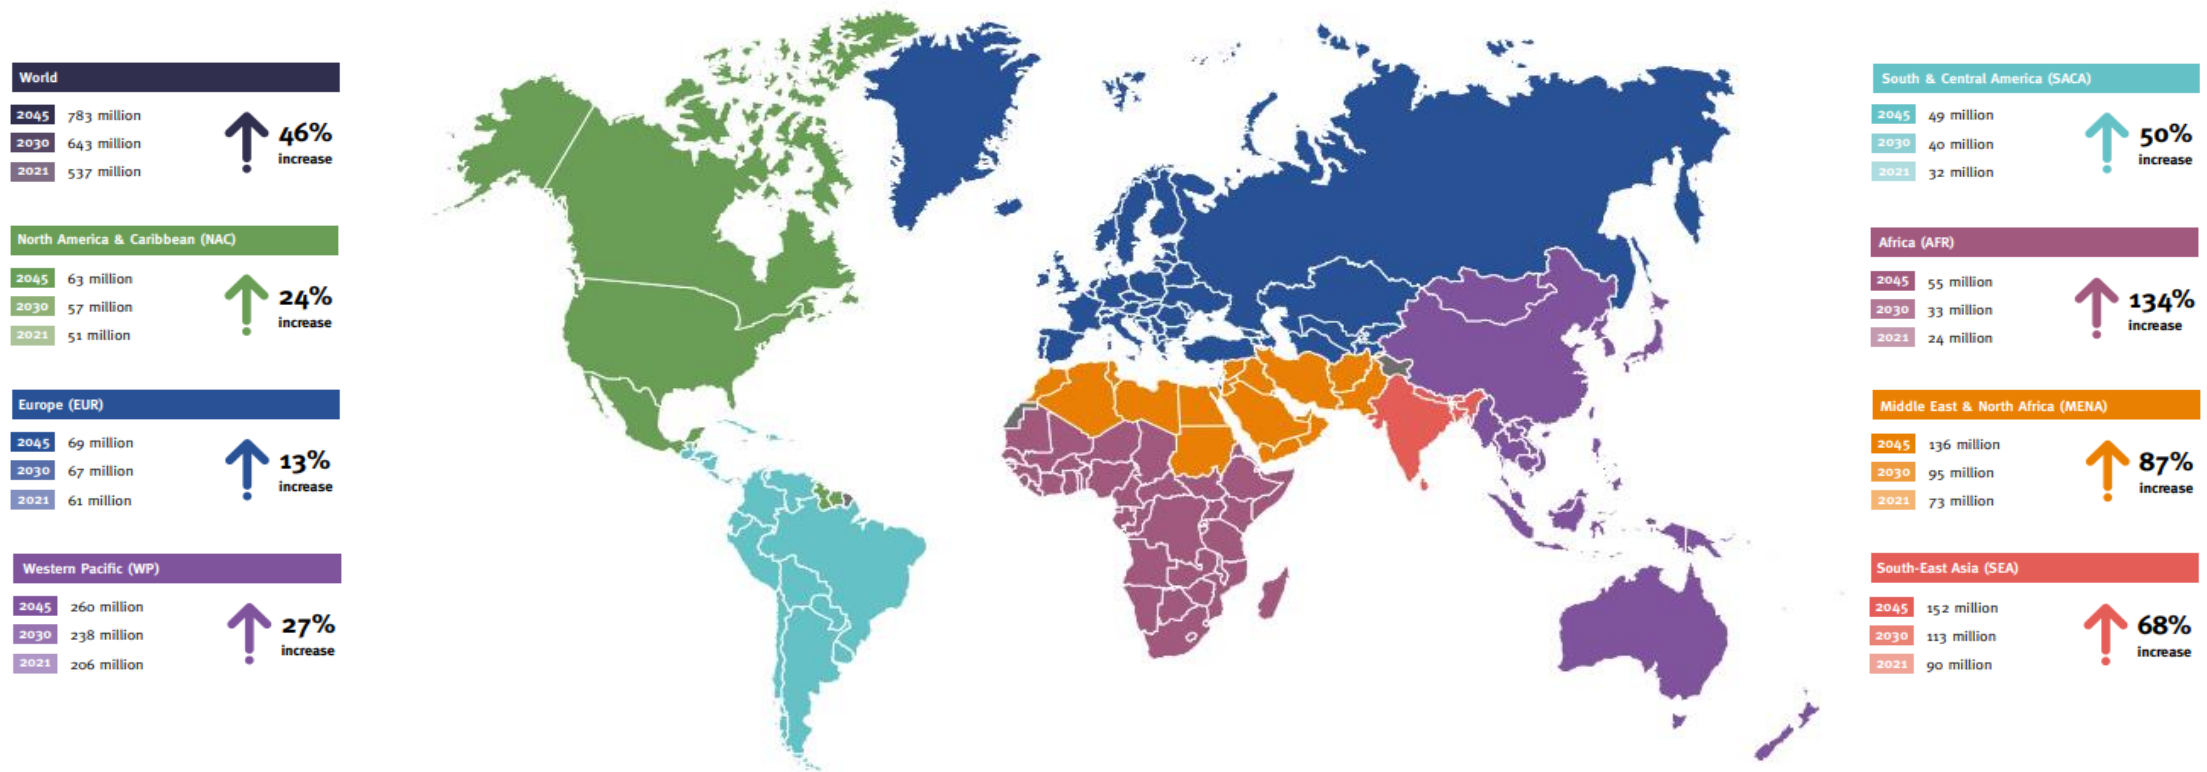 World
2045 783 million
2030 643 million
2021 537 million
46%
increase
North America & Caribbean (NAC)
2045 63 million
2030 57 million
2021 51 million
24%
increase
Europe (EUR)
2045 69 million
2030 67 million
2021 61 million
13%
increase
Western Pacific (WP)
2045 260 million
2030 238 million
2021 206 million
27%
increase
South & Central America (SACA)
2045 49 million
2030 40 million
2021 32 million
50%
increase
Africa (AFR)
2045 55 million
2030 33 million
2021 24 million
134%
increase
Middle East & North Africa (MENA)
2045 136 million
2030 95 million
2021 73 million
87%
increase
South-East Asia (SEA)
2045 152 million
2030 113 million
2021 90 million
68%
increase